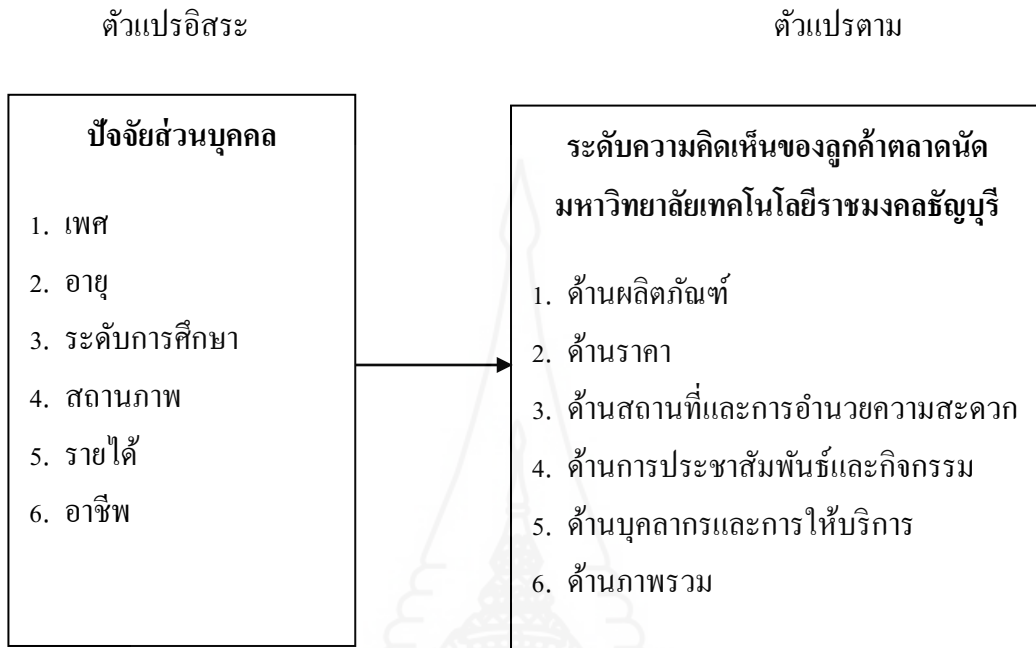 ตัวแปรอิสระ
ตัวแปรตาม
ปัจจัยส่วนบุคคล
1. เพศ
2. อายุ
3. ระดับการศึกษา
4. สถานภาพ
5. รายได้
6. อาชีพ
ระดับความคิดเห็นของลูกค้าตลาดนัด
มหาวิทยาลัยเทคโนโลยีราชมงคลธัญบุรี
1. ด้านผลิตภัณฑ์
2. ด้านราคา
3. ด้านสถานที่และการอำนวยความสะดวก
4. ด้านการประชาสัมพันธ์และกิจกรรม
5. ด้านบุคลากรและการให้บริการ
6. ด้านภาพรวม